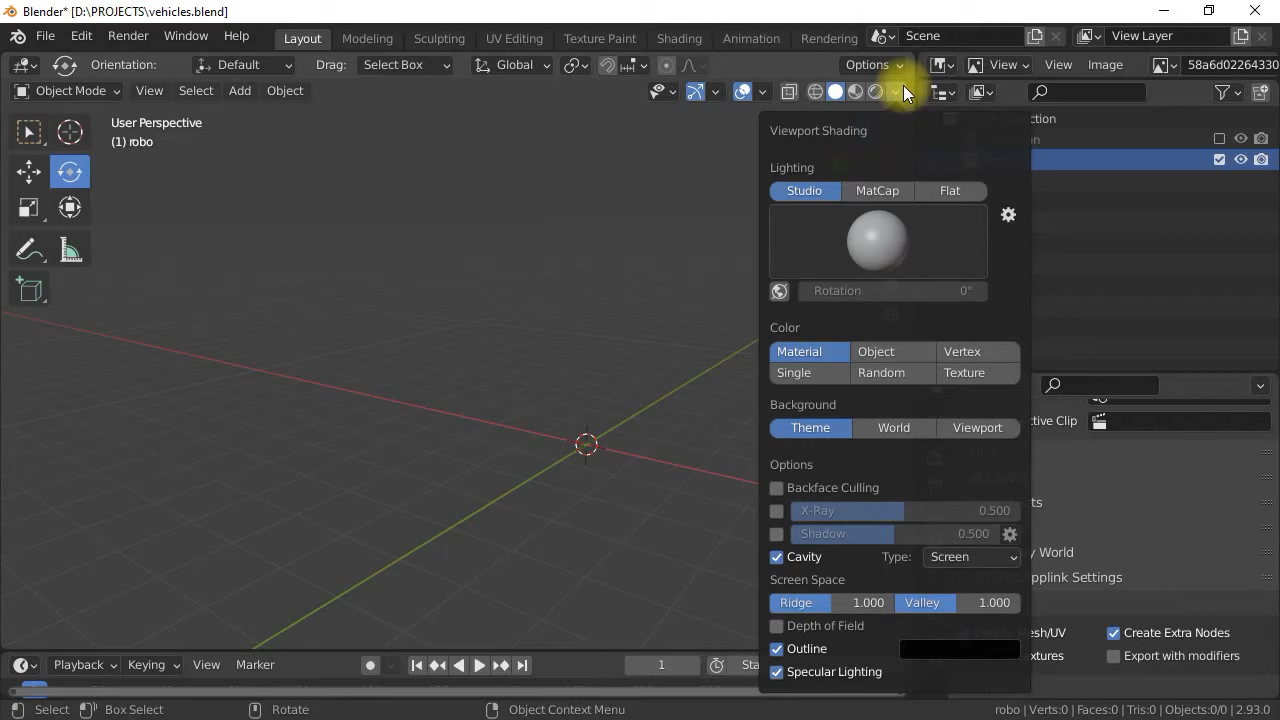 Blender* [D:\PROJECTS\vehicles.blend]
File Edit Render Window Help Layout Modeling Sculpting UV Editing Texture Paint Shading Animation Rendering Scene View Layer
Orientation: Default Drag: Select Box Global Options View View Image 58a6d02264330
Object Mode View Select Add Object
User Perspective
(1) robo
Viewport Shading
Lighting
Studio MatCap Flat
Rotation 0°
Color
Material Object Vertex
Single Random Texture
Background
Theme World Viewport
Options
Backface Culling
X-Ray 0.500
Shadow 0.500
Cavity Type: Screen
Screen Space
Ridge 1.000 Valley 1.000
Depth of Field
Outline
Specular Lighting
Create Extra Nodes
Export with modifiers
Playback Keying View Marker 1
Select Box Select Rotate Object Context Menu robo | Verts:0 | Faces:0 | Tris:0 | Objects:0/0 | 2.93.0